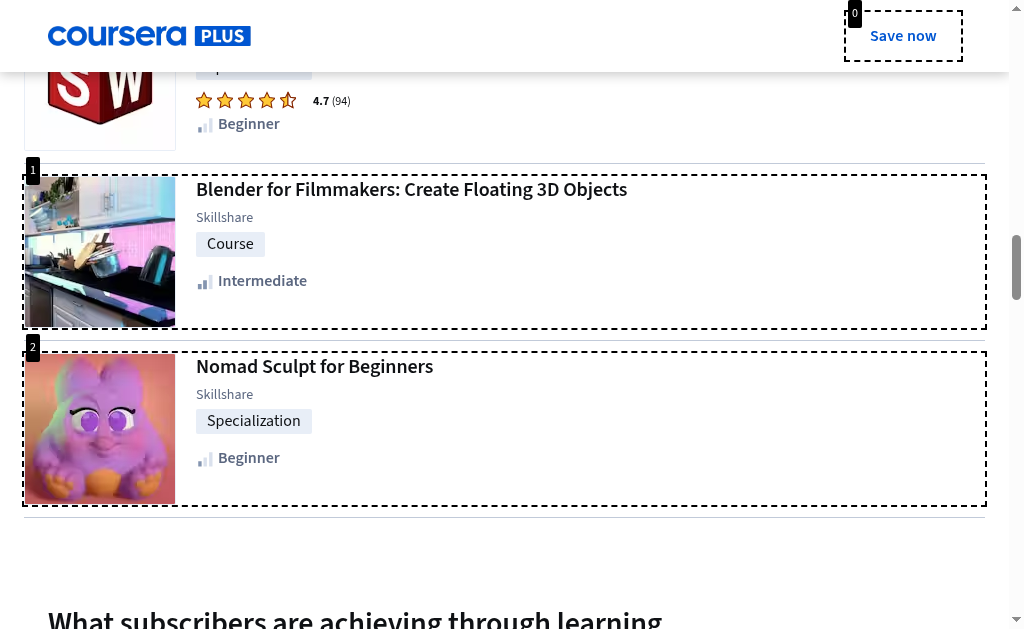 coursera PLUS
0
Save now
SW
4.7 (94)
Beginner
1
Blender for Filmmakers: Create Floating 3D Objects
Skillshare
Course
Intermediate
2
Nomad Sculpt for Beginners
Skillshare
Specialization
Beginner
What subscribers are achieving through learning